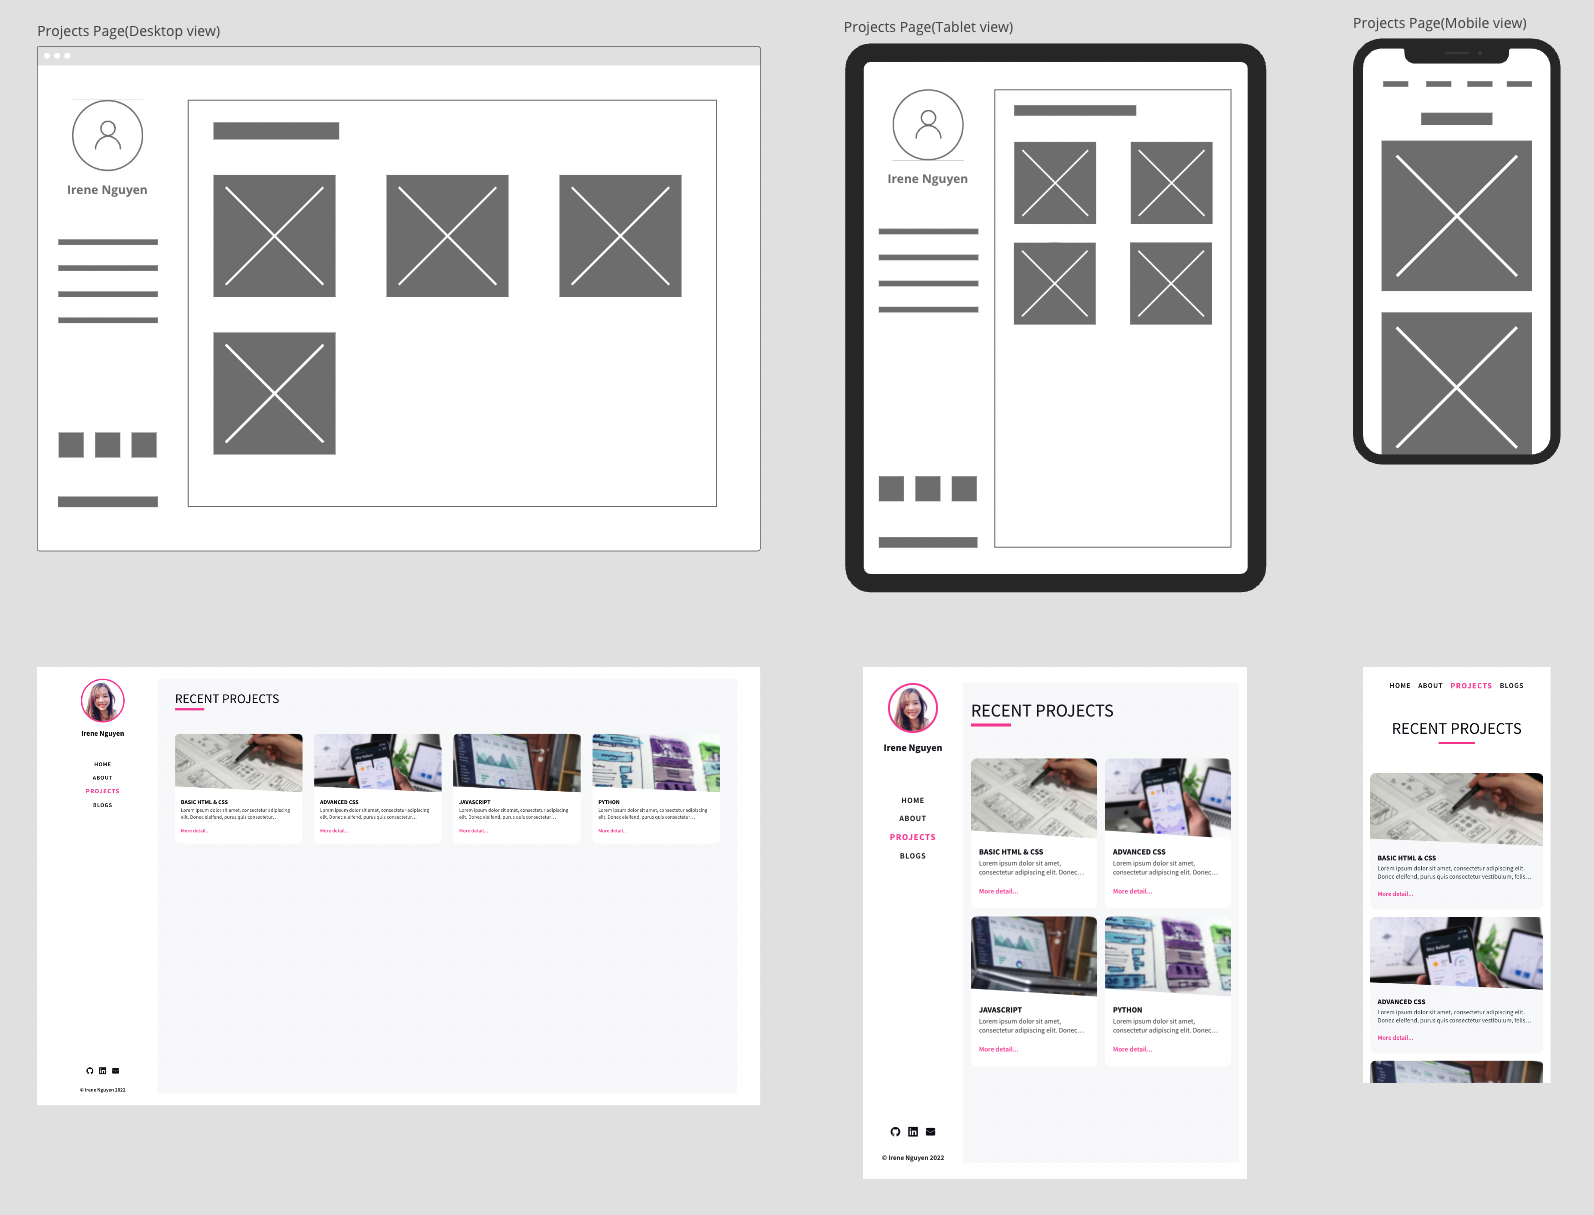 Projects Page(Desktop view)
Projects Page(Tablet view)
Projects Page(Mobile view)
Irene Nguyen
Irene Nguyen
Irene Nguyen
HOME
ABOUT
PROJECTS
BLOGS
© Irene Nguyen 2022
RECENT PROJECTS
BASIC HTML & CSS
Lorem ipsum dolor sit amet, consectetur adipiscing
elit. Donec eleifend, purus quis consectetur...
More detail...
ADVANCED CSS
Lorem ipsum dolor sit amet, consectetur adipiscing
elit. Donec eleifend, purus quis consectetur...
More detail...
JAVASCRIPT
Lorem ipsum dolor sit amet, consectetur adipiscing
elit. Donec eleifend, purus quis consectetur...
More detail...
PYTHON
Lorem ipsum dolor sit amet, consectetur adipiscing
elit. Donec eleifend, purus quis consectetur...
More detail...
Irene Nguyen
HOME
ABOUT
PROJECTS
BLOGS
© Irene Nguyen 2022
RECENT PROJECTS
BASIC HTML & CSS
Lorem ipsum dolor sit amet,
consectetur adipiscing elit. Donec...
More detail...
ADVANCED CSS
Lorem ipsum dolor sit amet,
consectetur adipiscing elit. Donec...
More detail...
JAVASCRIPT
Lorem ipsum dolor sit amet,
consectetur adipiscing elit. Donec...
More detail...
PYTHON
Lorem ipsum dolor sit amet,
consectetur adipiscing elit. Donec...
More detail...
HOME ABOUT PROJECTS BLOGS
RECENT PROJECTS
BASIC HTML & CSS
Lorem ipsum dolor sit amet, consectetur adipiscing elit.
Donec eleifend, purus quis consectetur vestibulum, felis...
More detail...
ADVANCED CSS
Lorem ipsum dolor sit amet, consectetur adipiscing elit.
Donec eleifend, purus quis consectetur vestibulum, felis...
More detail...